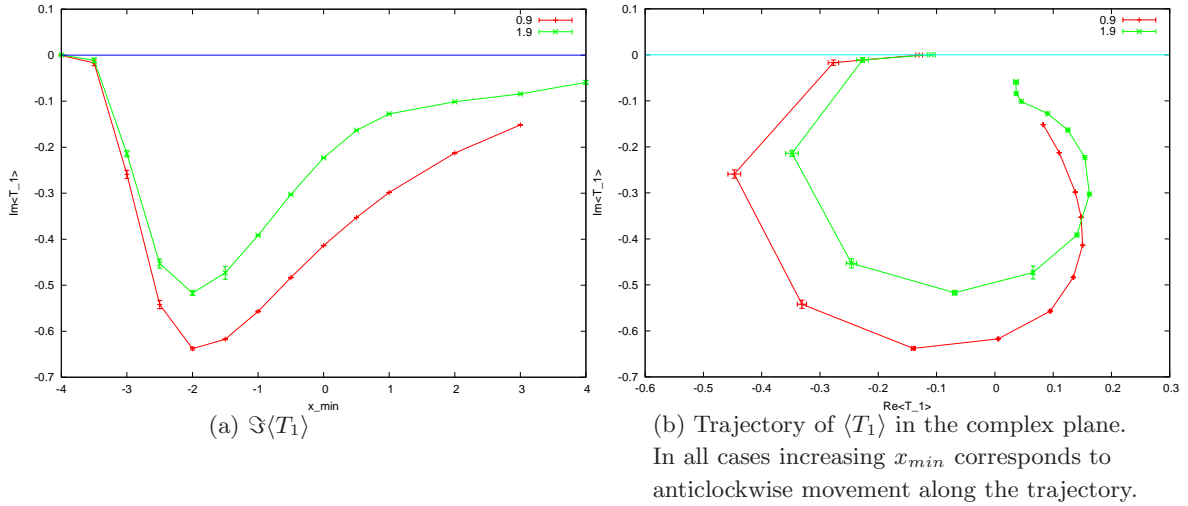 0.1
0
-0.1
-0.2
-0.3
-0.4
-0.5
-0.6
-0.7
Im<T_1>
-4 -3 -2 -1 0 1 2 3 4
x_min
0.9
1.9
(a) ℑ⟨T₁⟩
0.1
0
-0.1
-0.2
-0.3
-0.4
-0.5
-0.6
-0.7
Im<T_1>
-0.6 -0.5 -0.4 -0.3 -0.2 -0.1 0 0.1 0.2 0.3
Re<T_1>
0.9
1.9
(b) Trajectory of ⟨T₁⟩ in the complex plane.
In all cases increasing x_min corresponds to
anticlockwise movement along the trajectory.